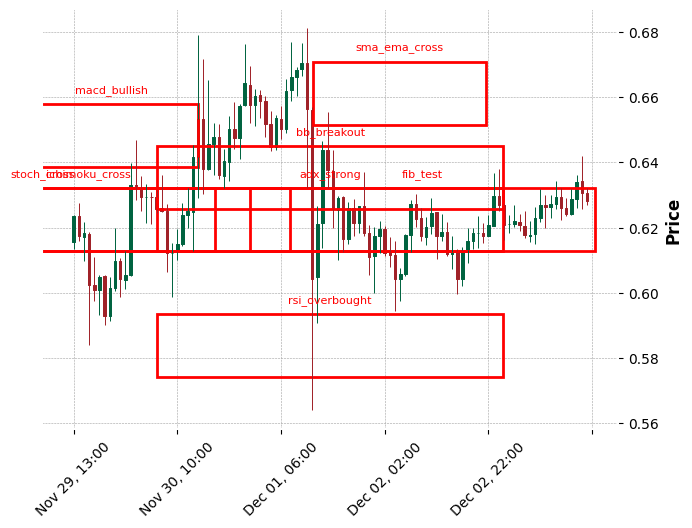 0.68
sma_ema_cross
0.66
macd_bullish
bb_breakout
0.64
adx_strong
fib_test
0.62
Price
0.60
rsi_overbought
0.58
0.56
Nov 29, 13:00
Nov 30, 10:00
Dec 01, 06:00
Dec 02, 02:00
Dec 02, 22:00